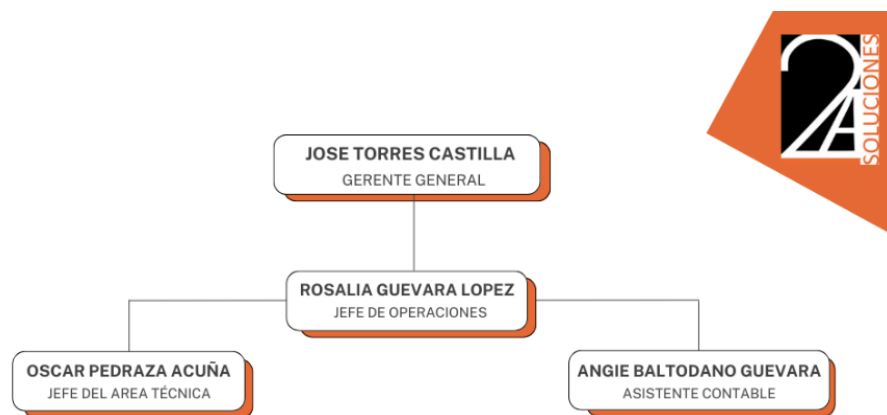 2A
SOLUCIONES
JOSE TORRES CASTILLA
GERENTE GENERAL
ROSALIA GUEVARA LOPEZ
JEFE DE OPERACIONES
OSCAR PEDRAZA ACUÑA
JEFE DEL AREA TÉCNICA
ANGIE BALTODANO GUEVARA
ASISTENTE CONTABLE